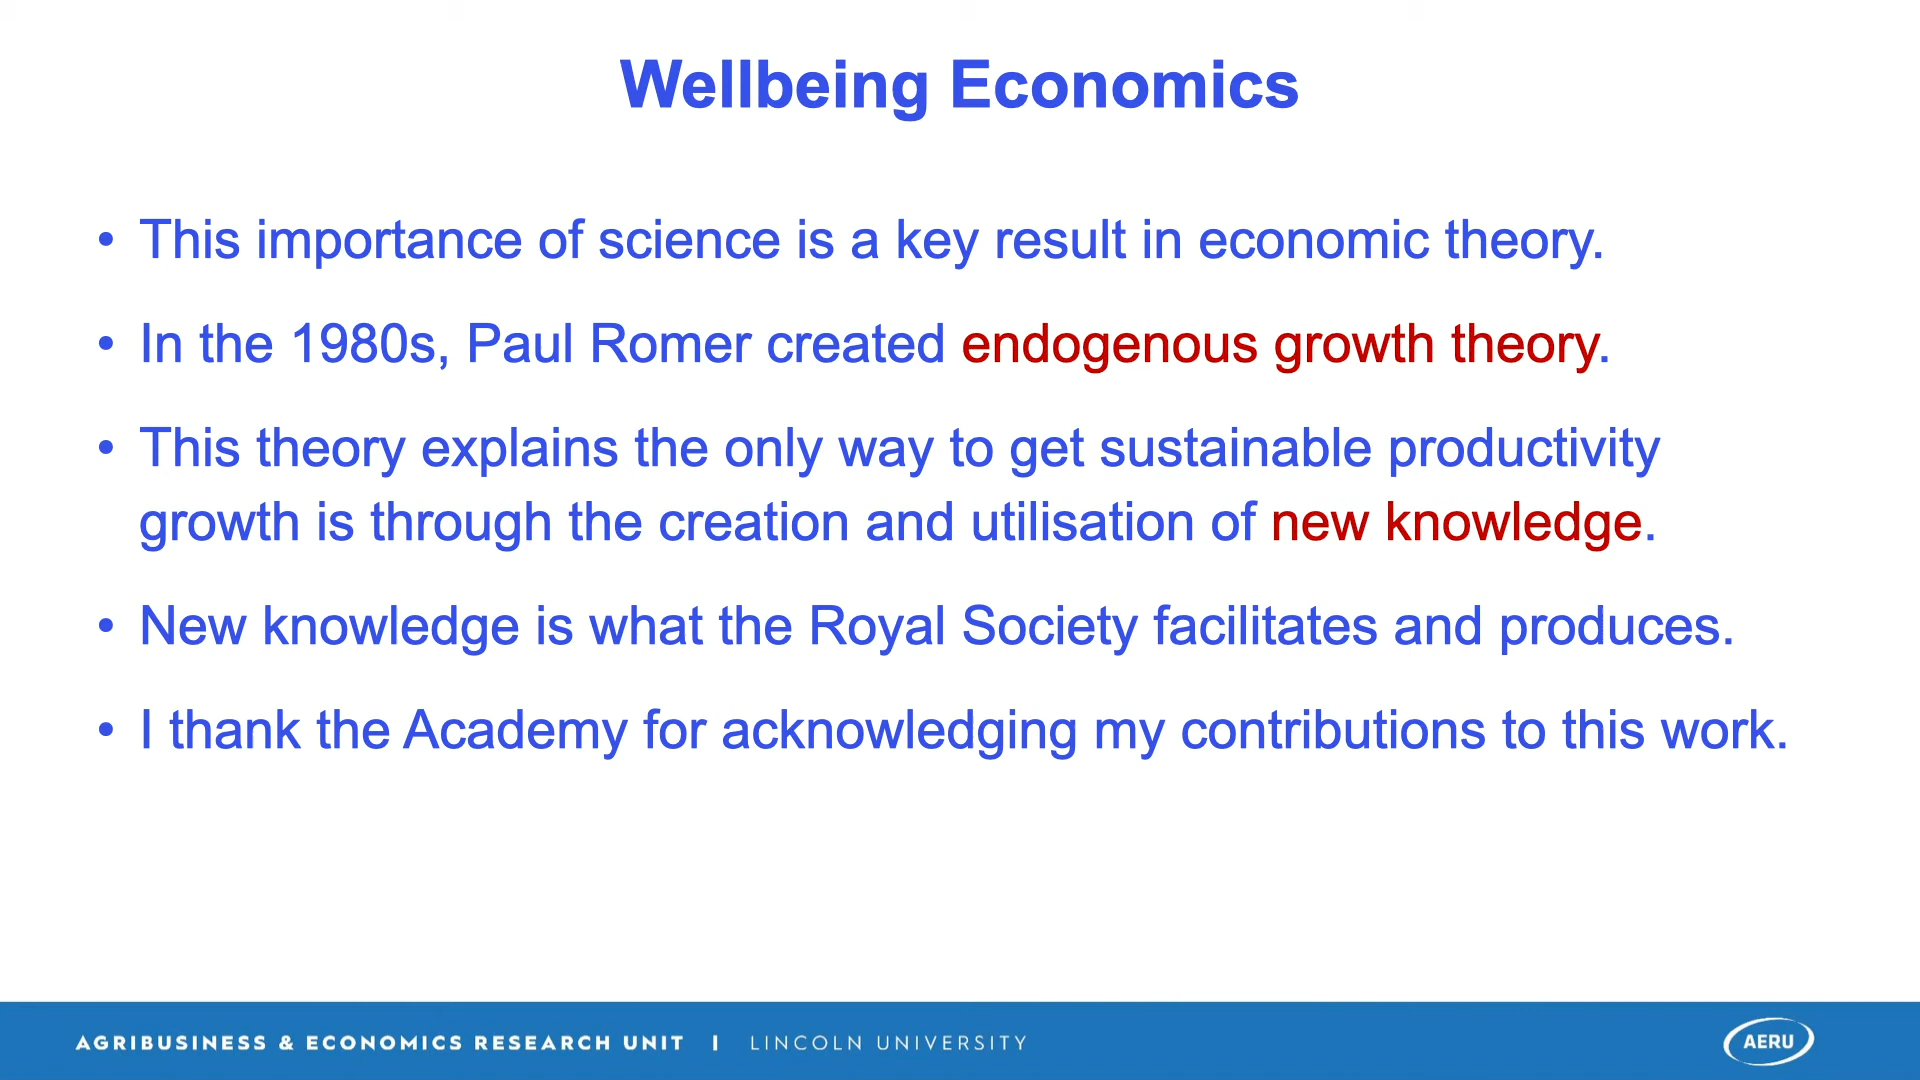 Wellbeing Economics
• This importance of science is a key result in economic theory.
• In the 1980s, Paul Romer created endogenous growth theory.
• This theory explains the only way to get sustainable productivity
growth is through the creation and utilisation of new knowledge.
• New knowledge is what the Royal Society facilitates and produces.
• I thank the Academy for acknowledging my contributions to this work.
AGRIBUSINESS & ECONOMICS RESEARCH UNIT | LINCOLN UNIVERSITY
AERU